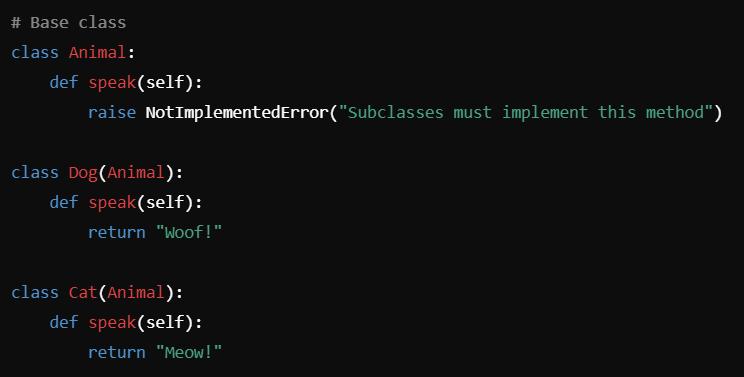 # Base class
class Animal:
    def speak(self):
        raise NotImplementedError("Subclasses must implement this method")

class Dog(Animal):
    def speak(self):
        return "Woof!"

class Cat(Animal):
    def speak(self):
        return "Meow!"